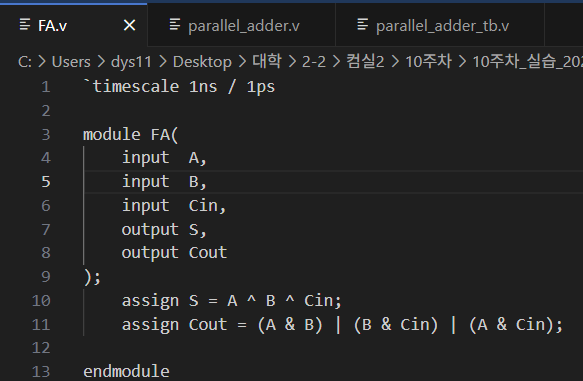 FA.v × parallel_adder.v parallel_adder_tb.v
C: > Users > dys11 > Desktop > 대학 > 2-2 > 컴실2 > 10주차 > 10주차_실습_202
1 `timescale 1ns / 1ps
2
3 module FA(
4     input  A,
5     input  B,
6     input  Cin,
7     output S,
8     output Cout
9 );
10     assign S = A ^ B ^ Cin;
11     assign Cout = (A & B) | (B & Cin) | (A & Cin);
12
13 endmodule